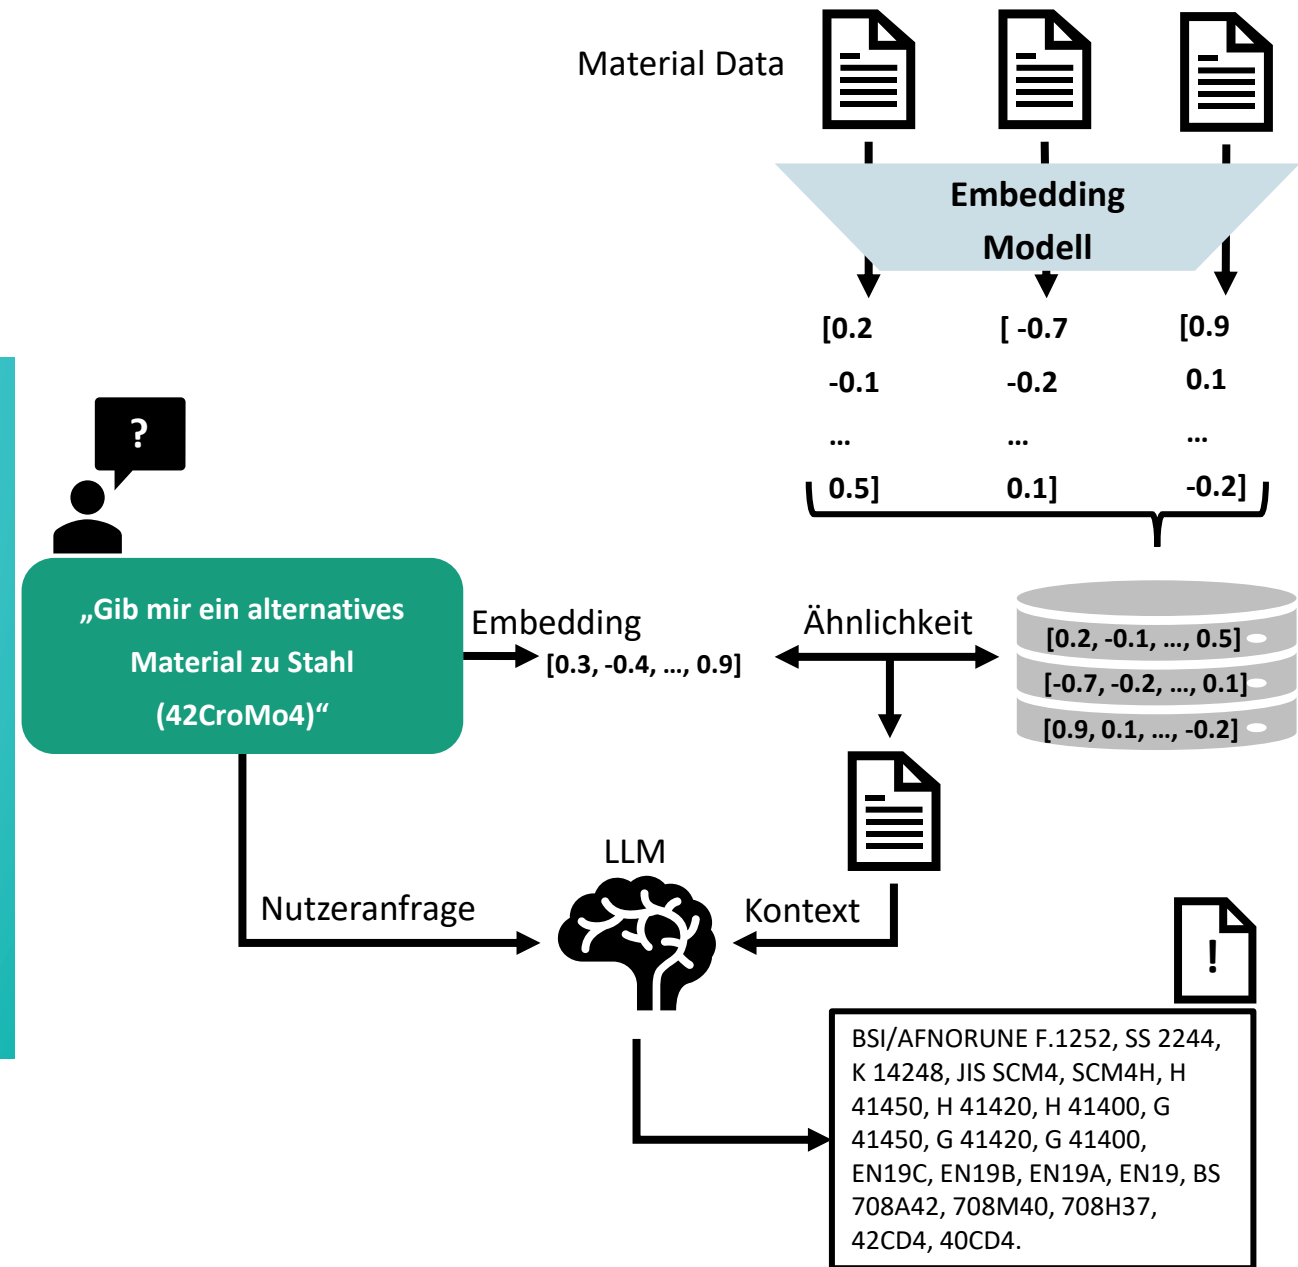 Material Data
Embedding
Modell
[0.2
[ -0.7
[0.9
-0.1
-0.2
0.1
...
...
...
0.5]
0.1]
-0.2]
?
„Gib mir ein alternatives
Material zu Stahl
(42CroMo4)“
Embedding
[0.3, -0.4, ..., 0.9]
Ähnlichkeit
[0.2, -0.1, ..., 0.5]
[-0.7, -0.2, ..., 0.1]
[0.9, 0.1, ..., -0.2]
LLM
Nutzeranfrage
Kontext
!
BSI/AFNORUNE F.1252, SS 2244,
K 14248, JIS SCM4, SCM4H, H
41450, H 41420, H 41400, G
41450, G 41420, G 41400,
EN19C, EN19B, EN19A, EN19, BS
708A42, 708M40, 708H37,
42CD4, 40CD4.